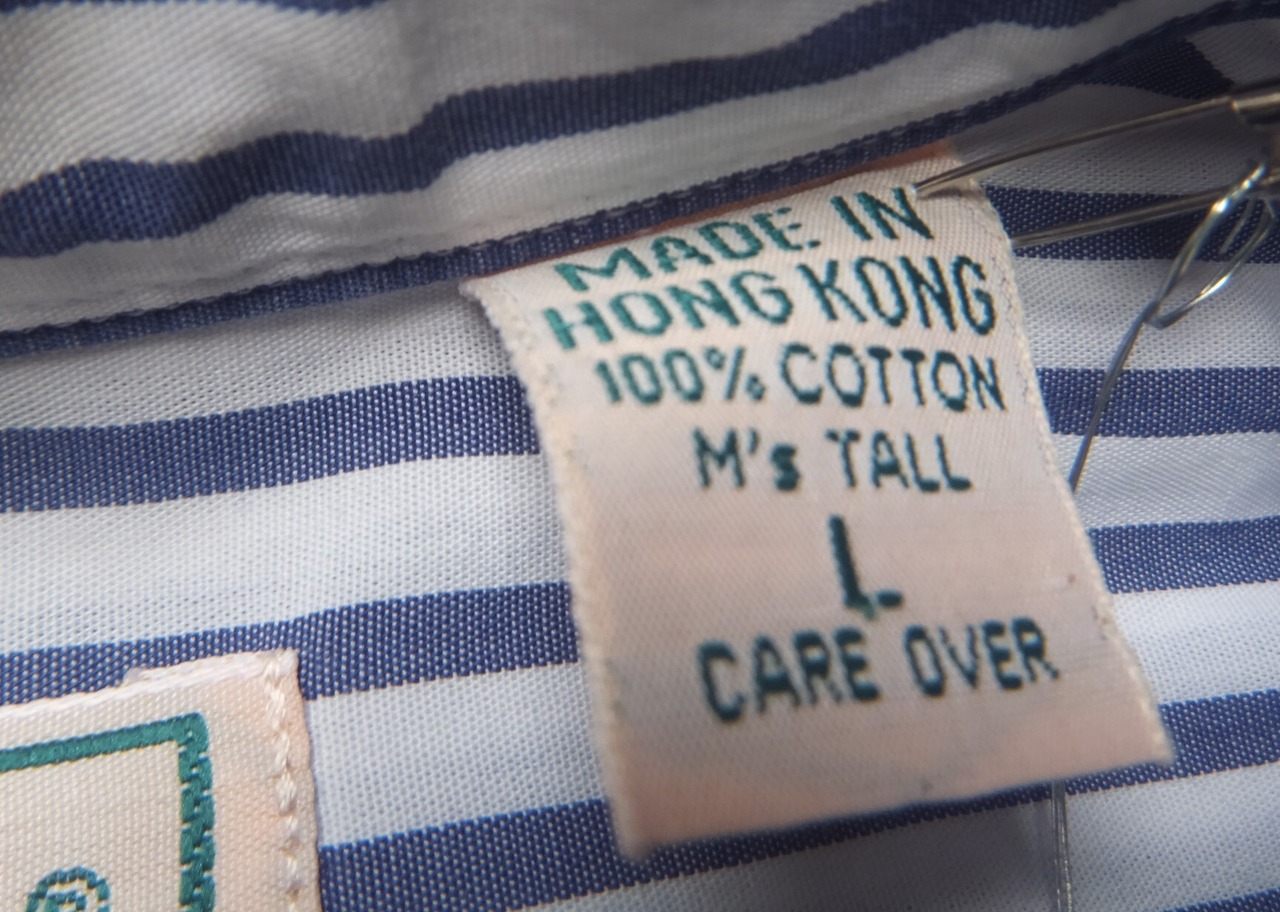 MADE IN
HONG KONG
100% COTTON
M's TALL
L
CARE OVER